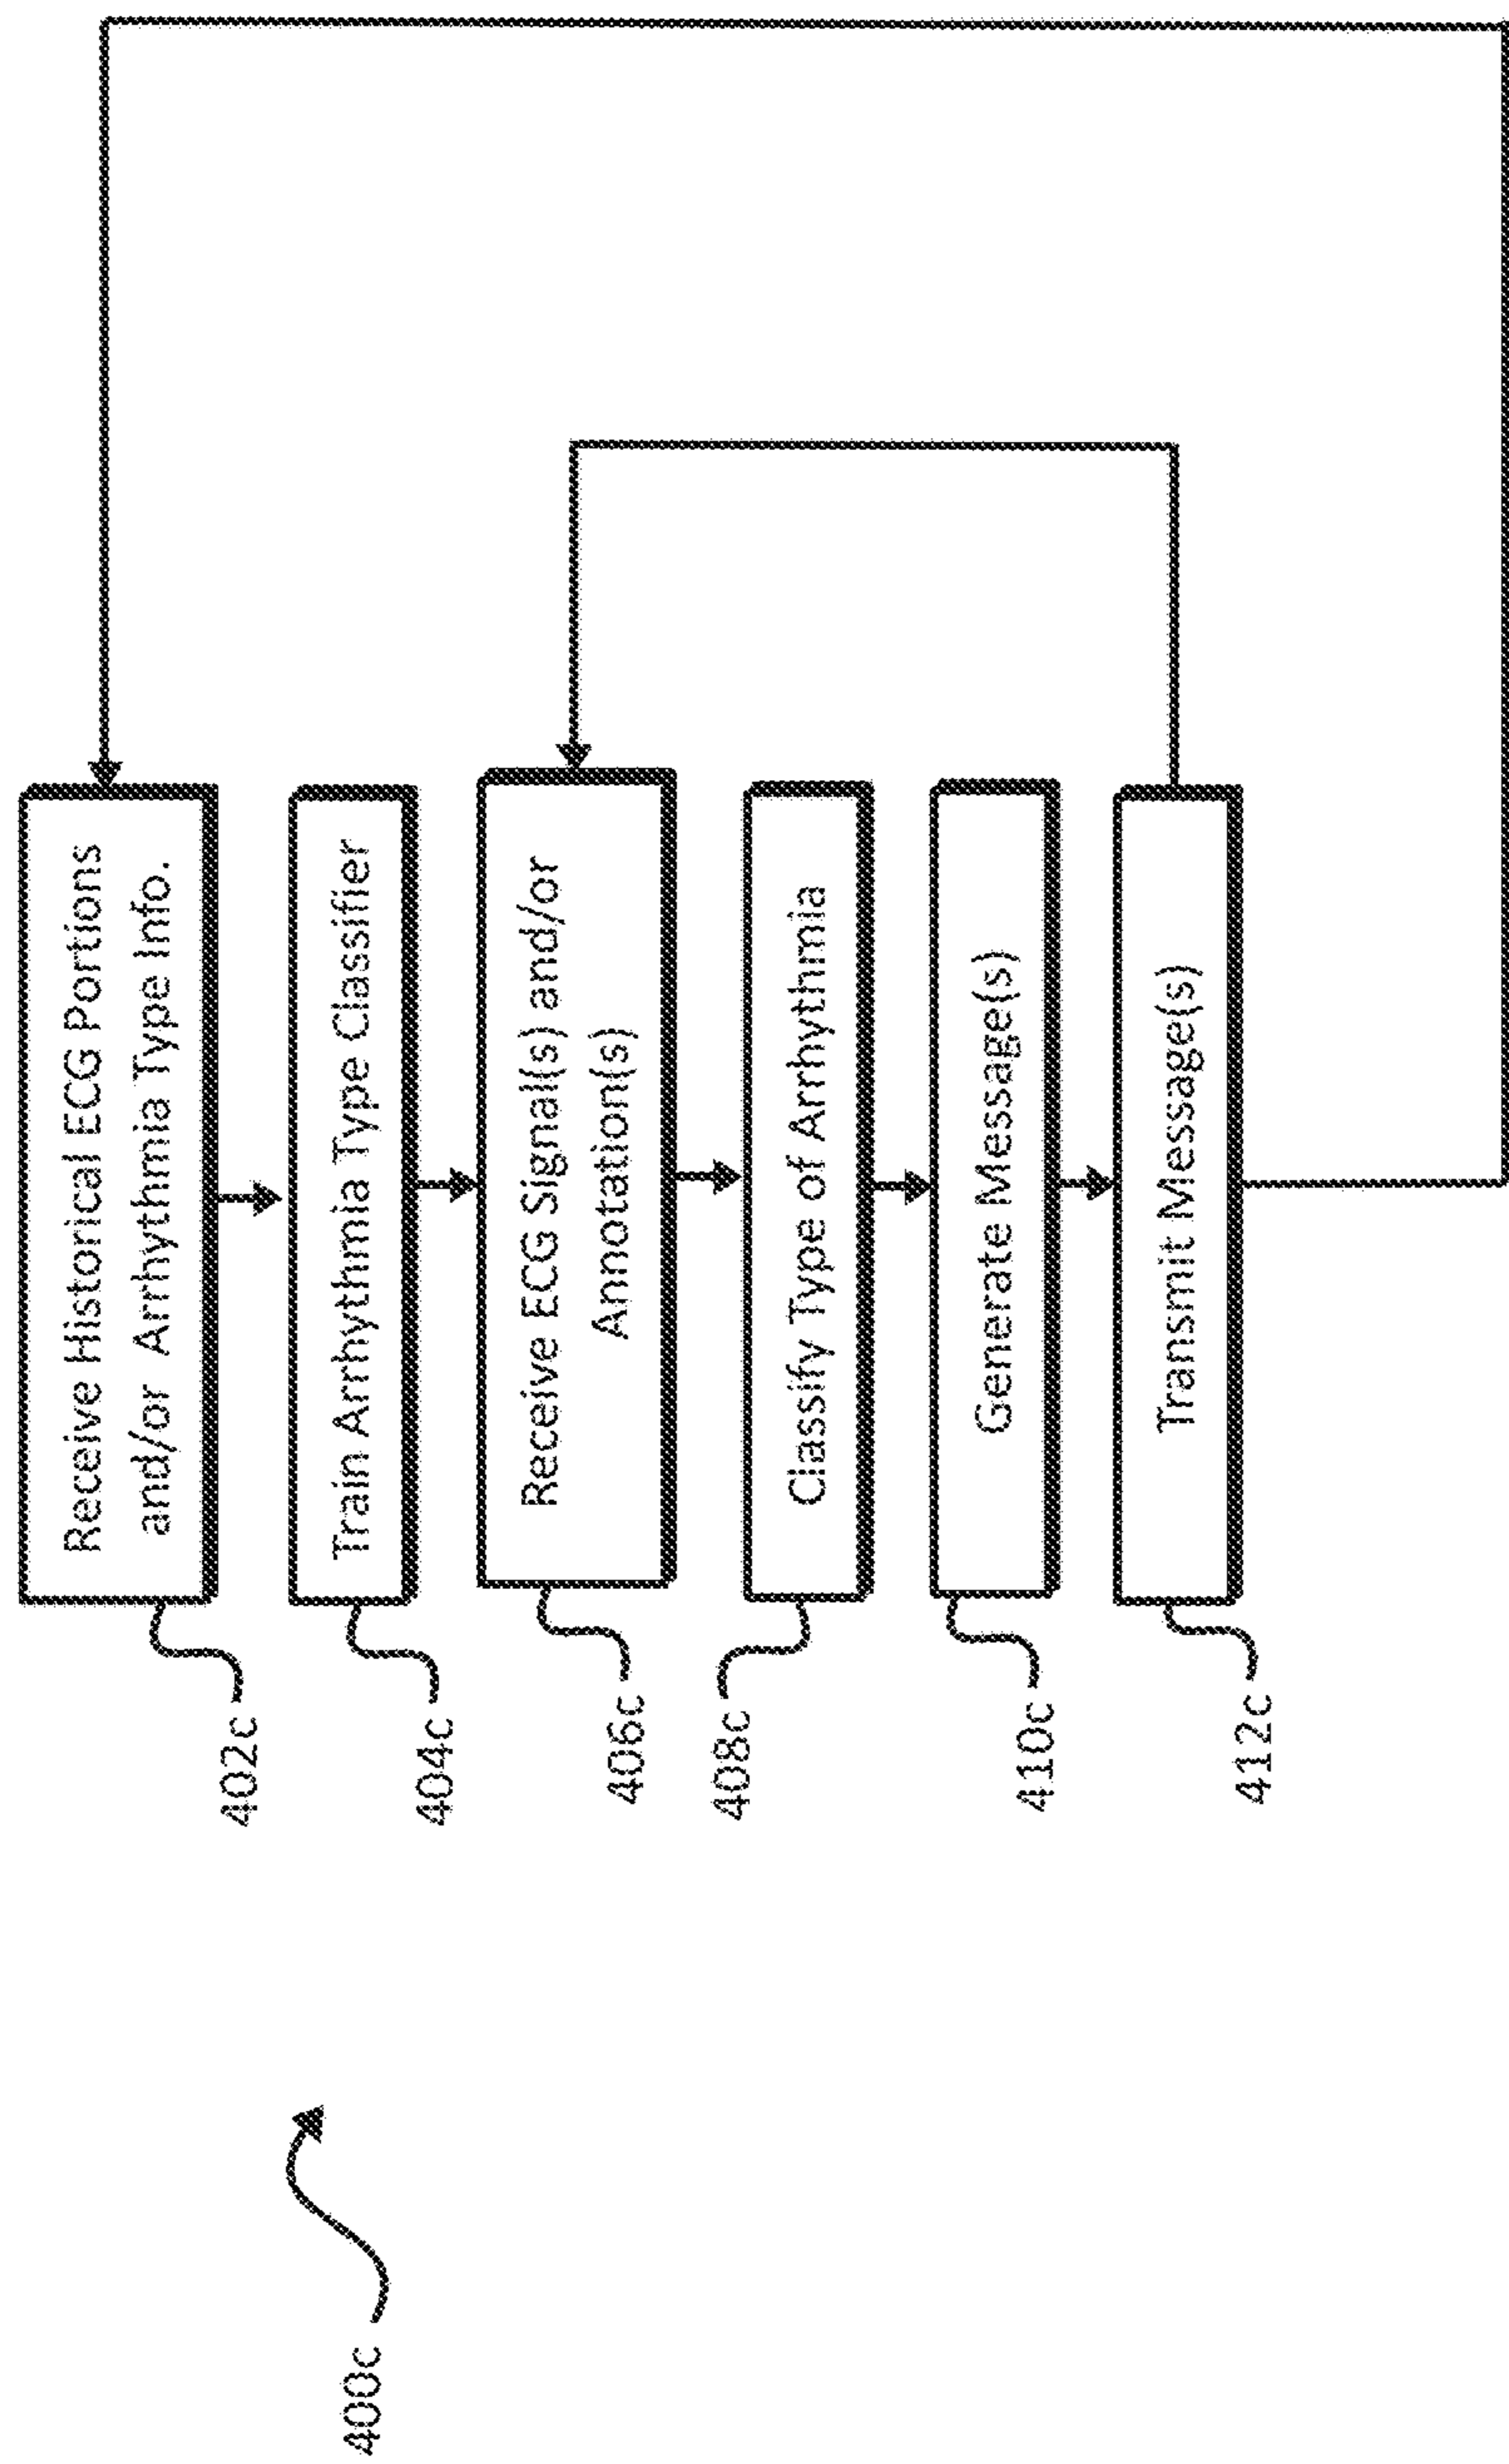 400c
402c
Receive Historical ECG Portions
and/or Arrhythmia Type Info.
404c
Train Arrhythmia Type Classifier
406c
Receive ECG Signal(s) and/or
Annotation(s)
408c
Classify Type of Arrhythmia
410c
Generate Message(s)
412c
Transmit Message(s)